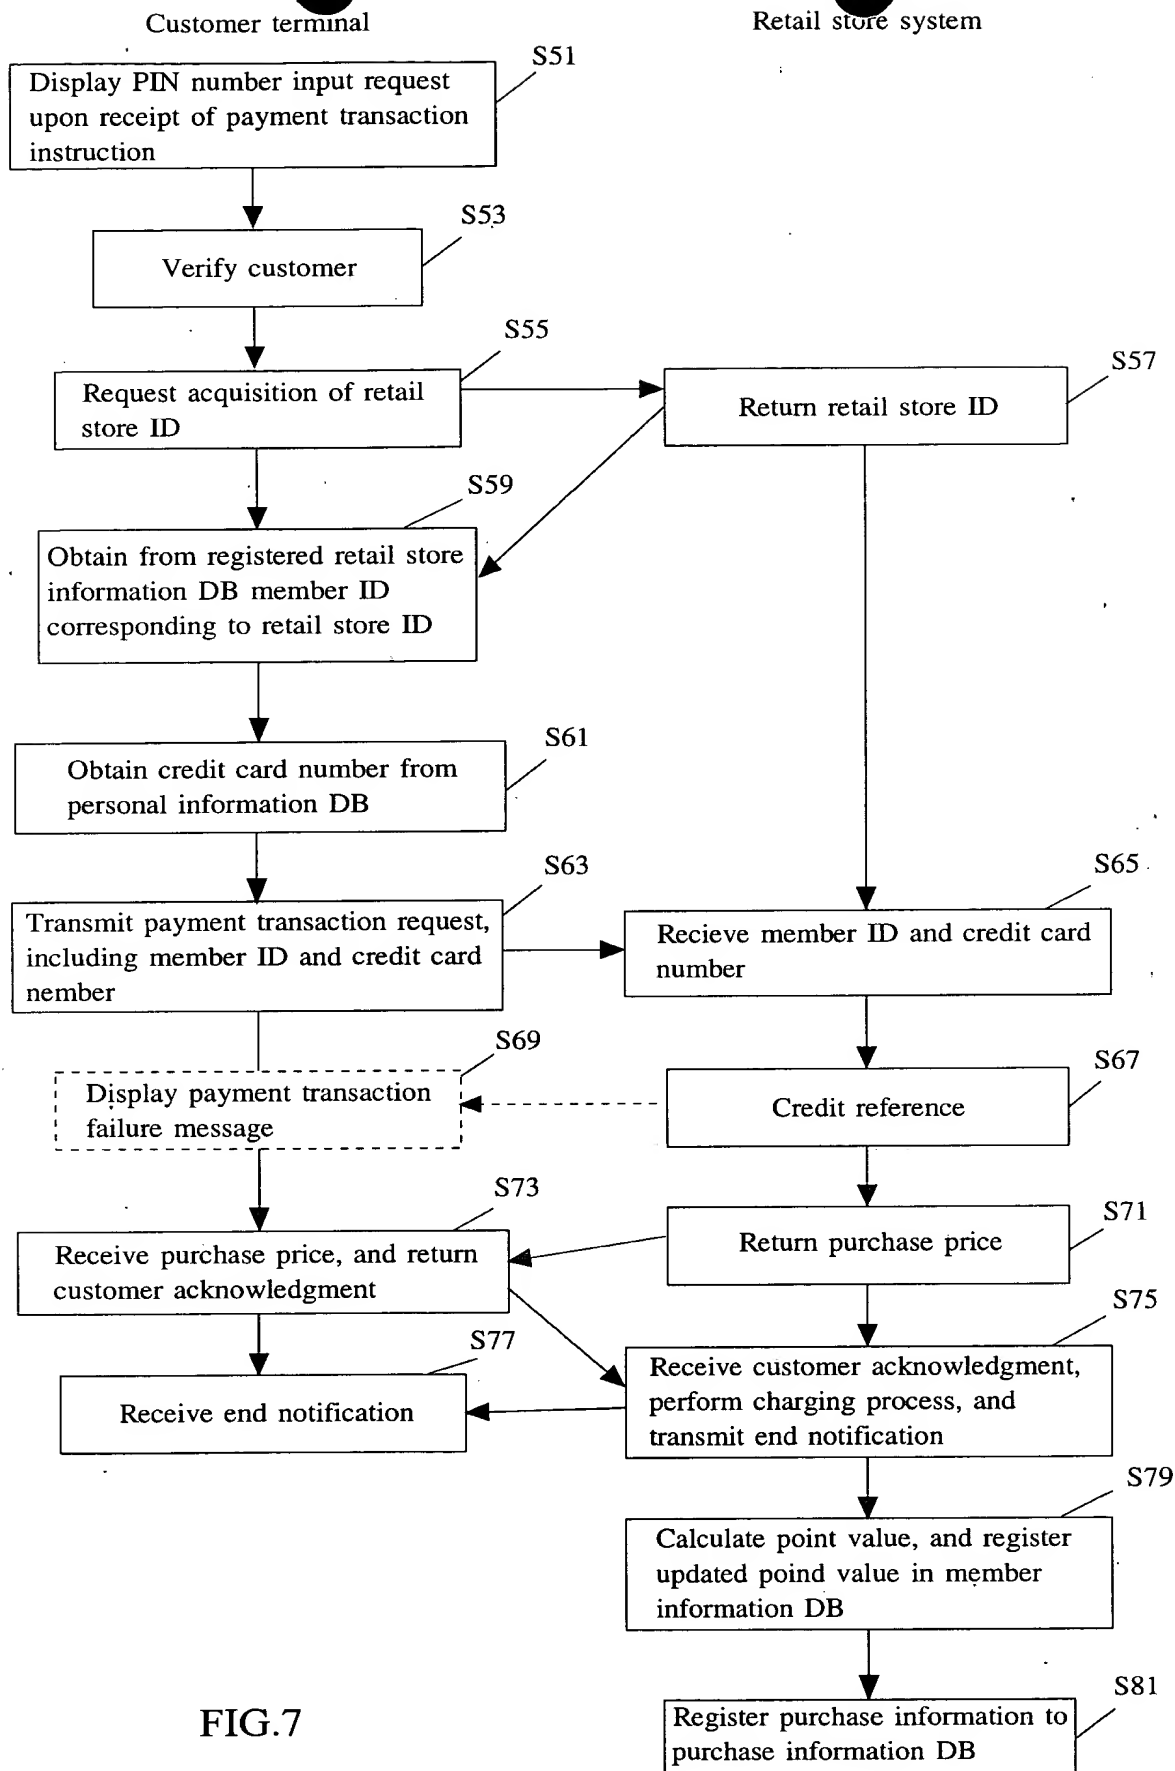 Customer terminal
Retail store system
S51
Display PIN number input request
upon receipt of payment transaction
instruction
S53
Verify customer
S55
Request acquisition of retail
store ID
S57
Return retail store ID
S59
Obtain from registered retail store
information DB member ID
corresponding to retail store ID
S61
Obtain credit card number from
personal information DB
S63
Transmit payment transaction request,
including member ID and credit card
nember
S65
Recieve member ID and credit card
number
S69
Display payment transaction
failure message
S67
Credit reference
S73
Receive purchase price, and return
customer acknowledgment
S71
Return purchase price
S77
Receive end notification
S75
Receive customer acknowledgment,
perform charging process, and
transmit end notification
S79
Calculate point value, and register
updated poind value in member
information DB
S81
Register purchase information to
purchase information DB
FIG.7